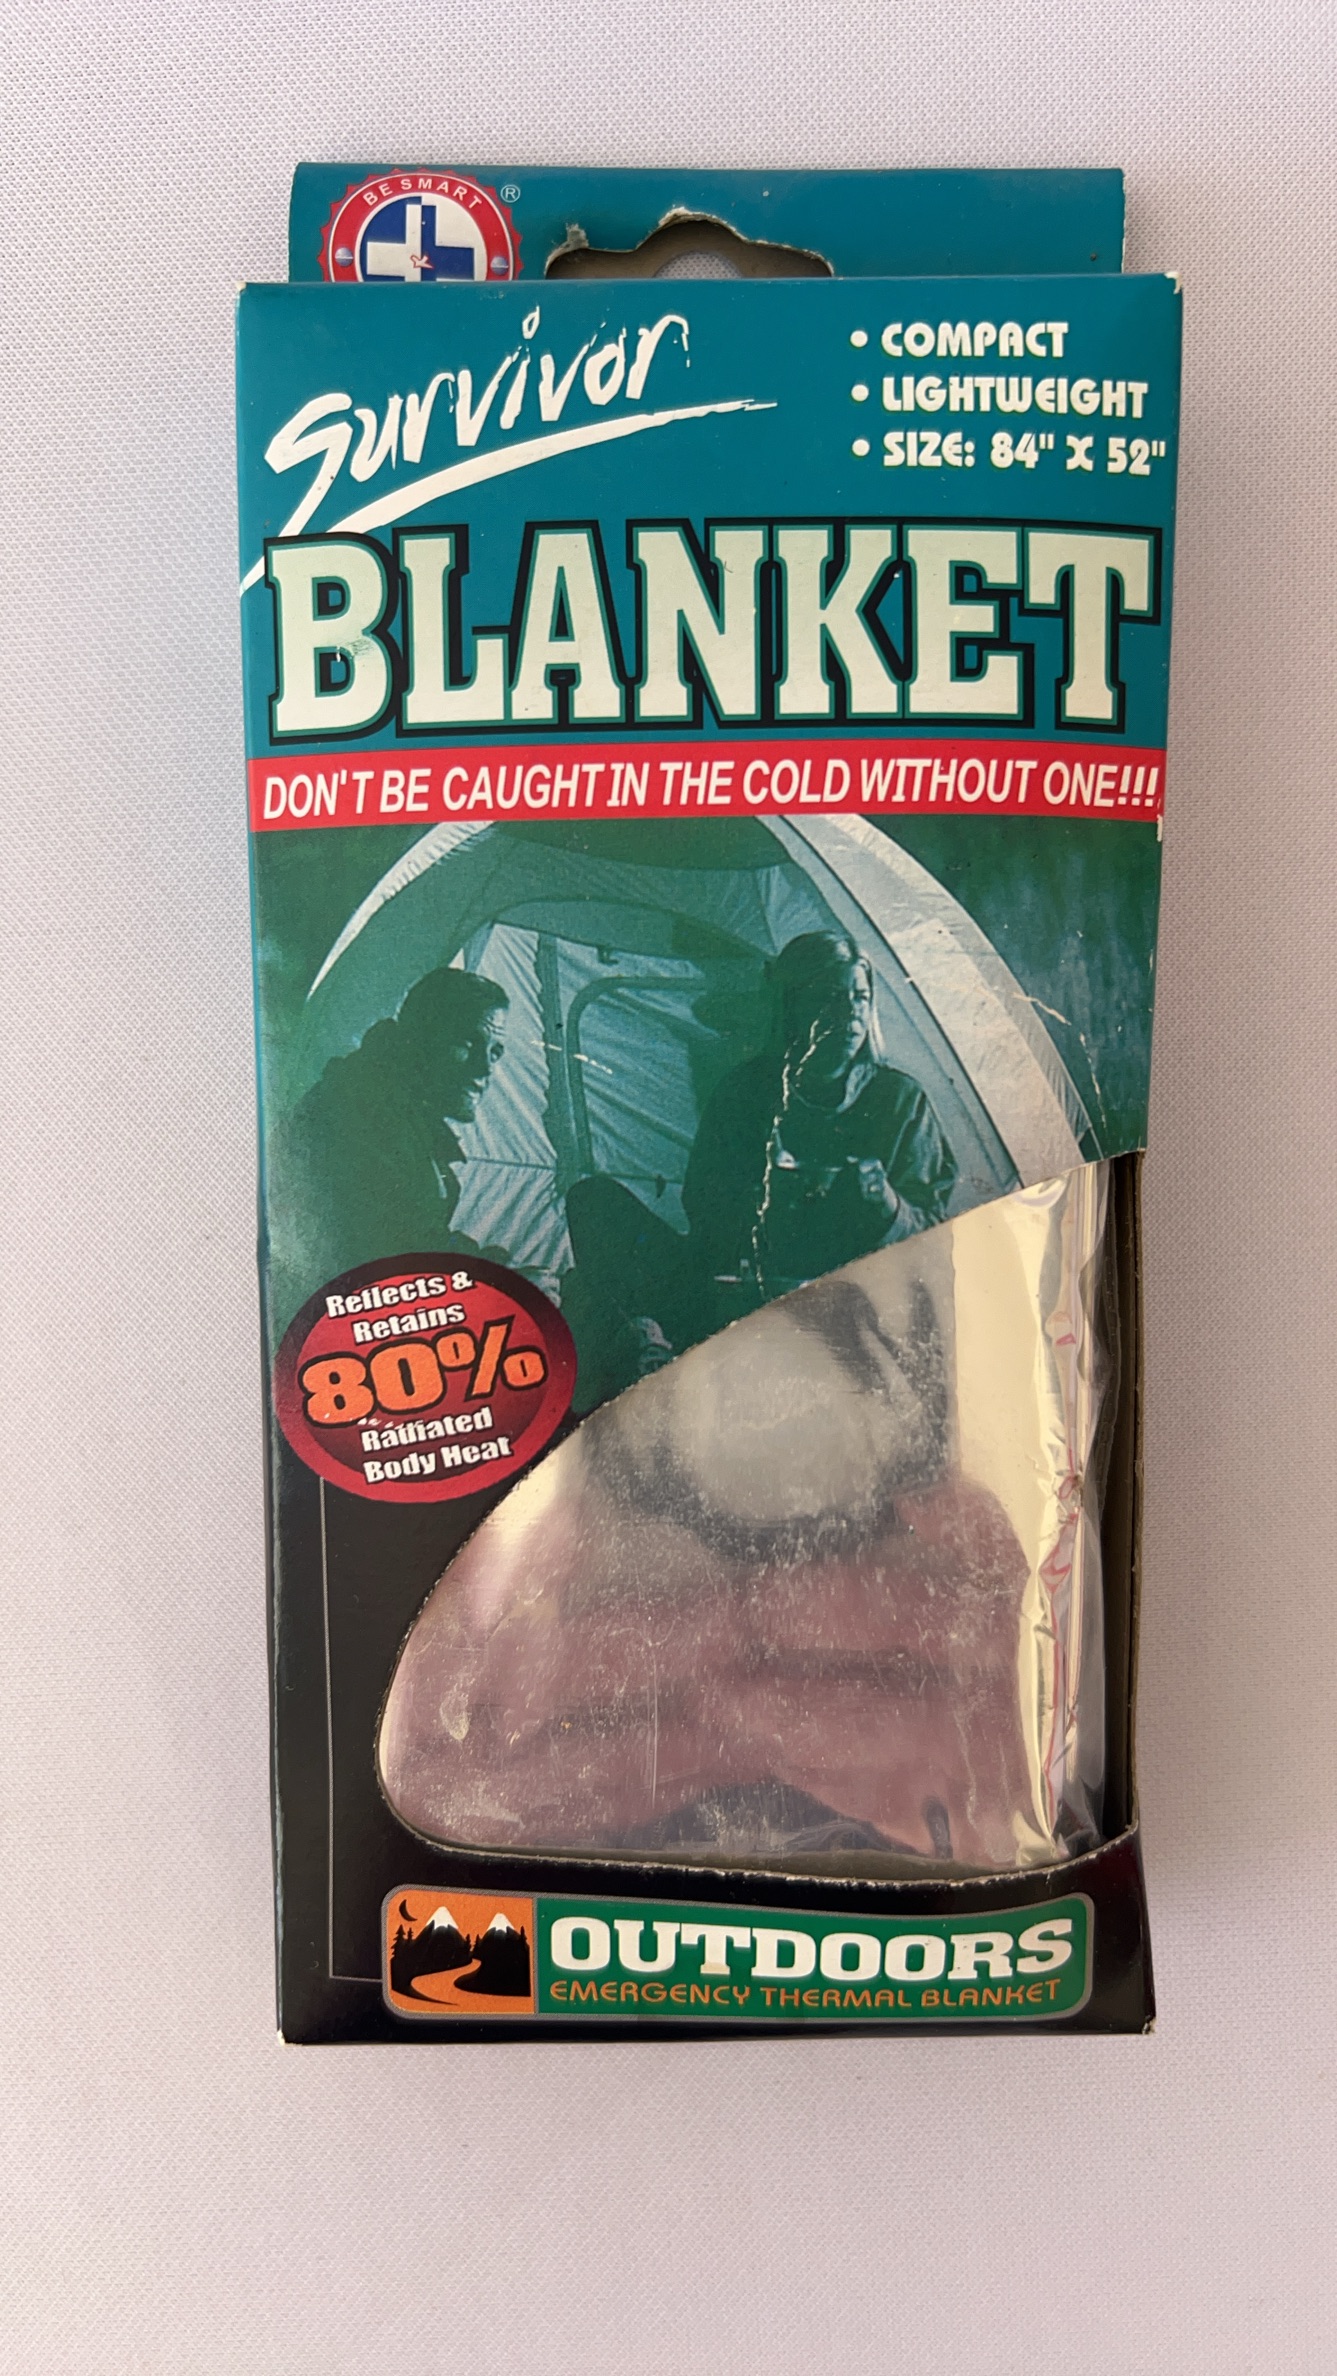 BE SMART ®
Survivor
• COMPACT
• LIGHTWEIGHT
• SIZE: 84" X 52"
BLANKET
DON'T BE CAUGHT IN THE COLD WITHOUT ONE!!!
Reflects &
Retains
80%
Radiated
Body Heat
OUTDOORS
EMERGENCY THERMAL BLANKET